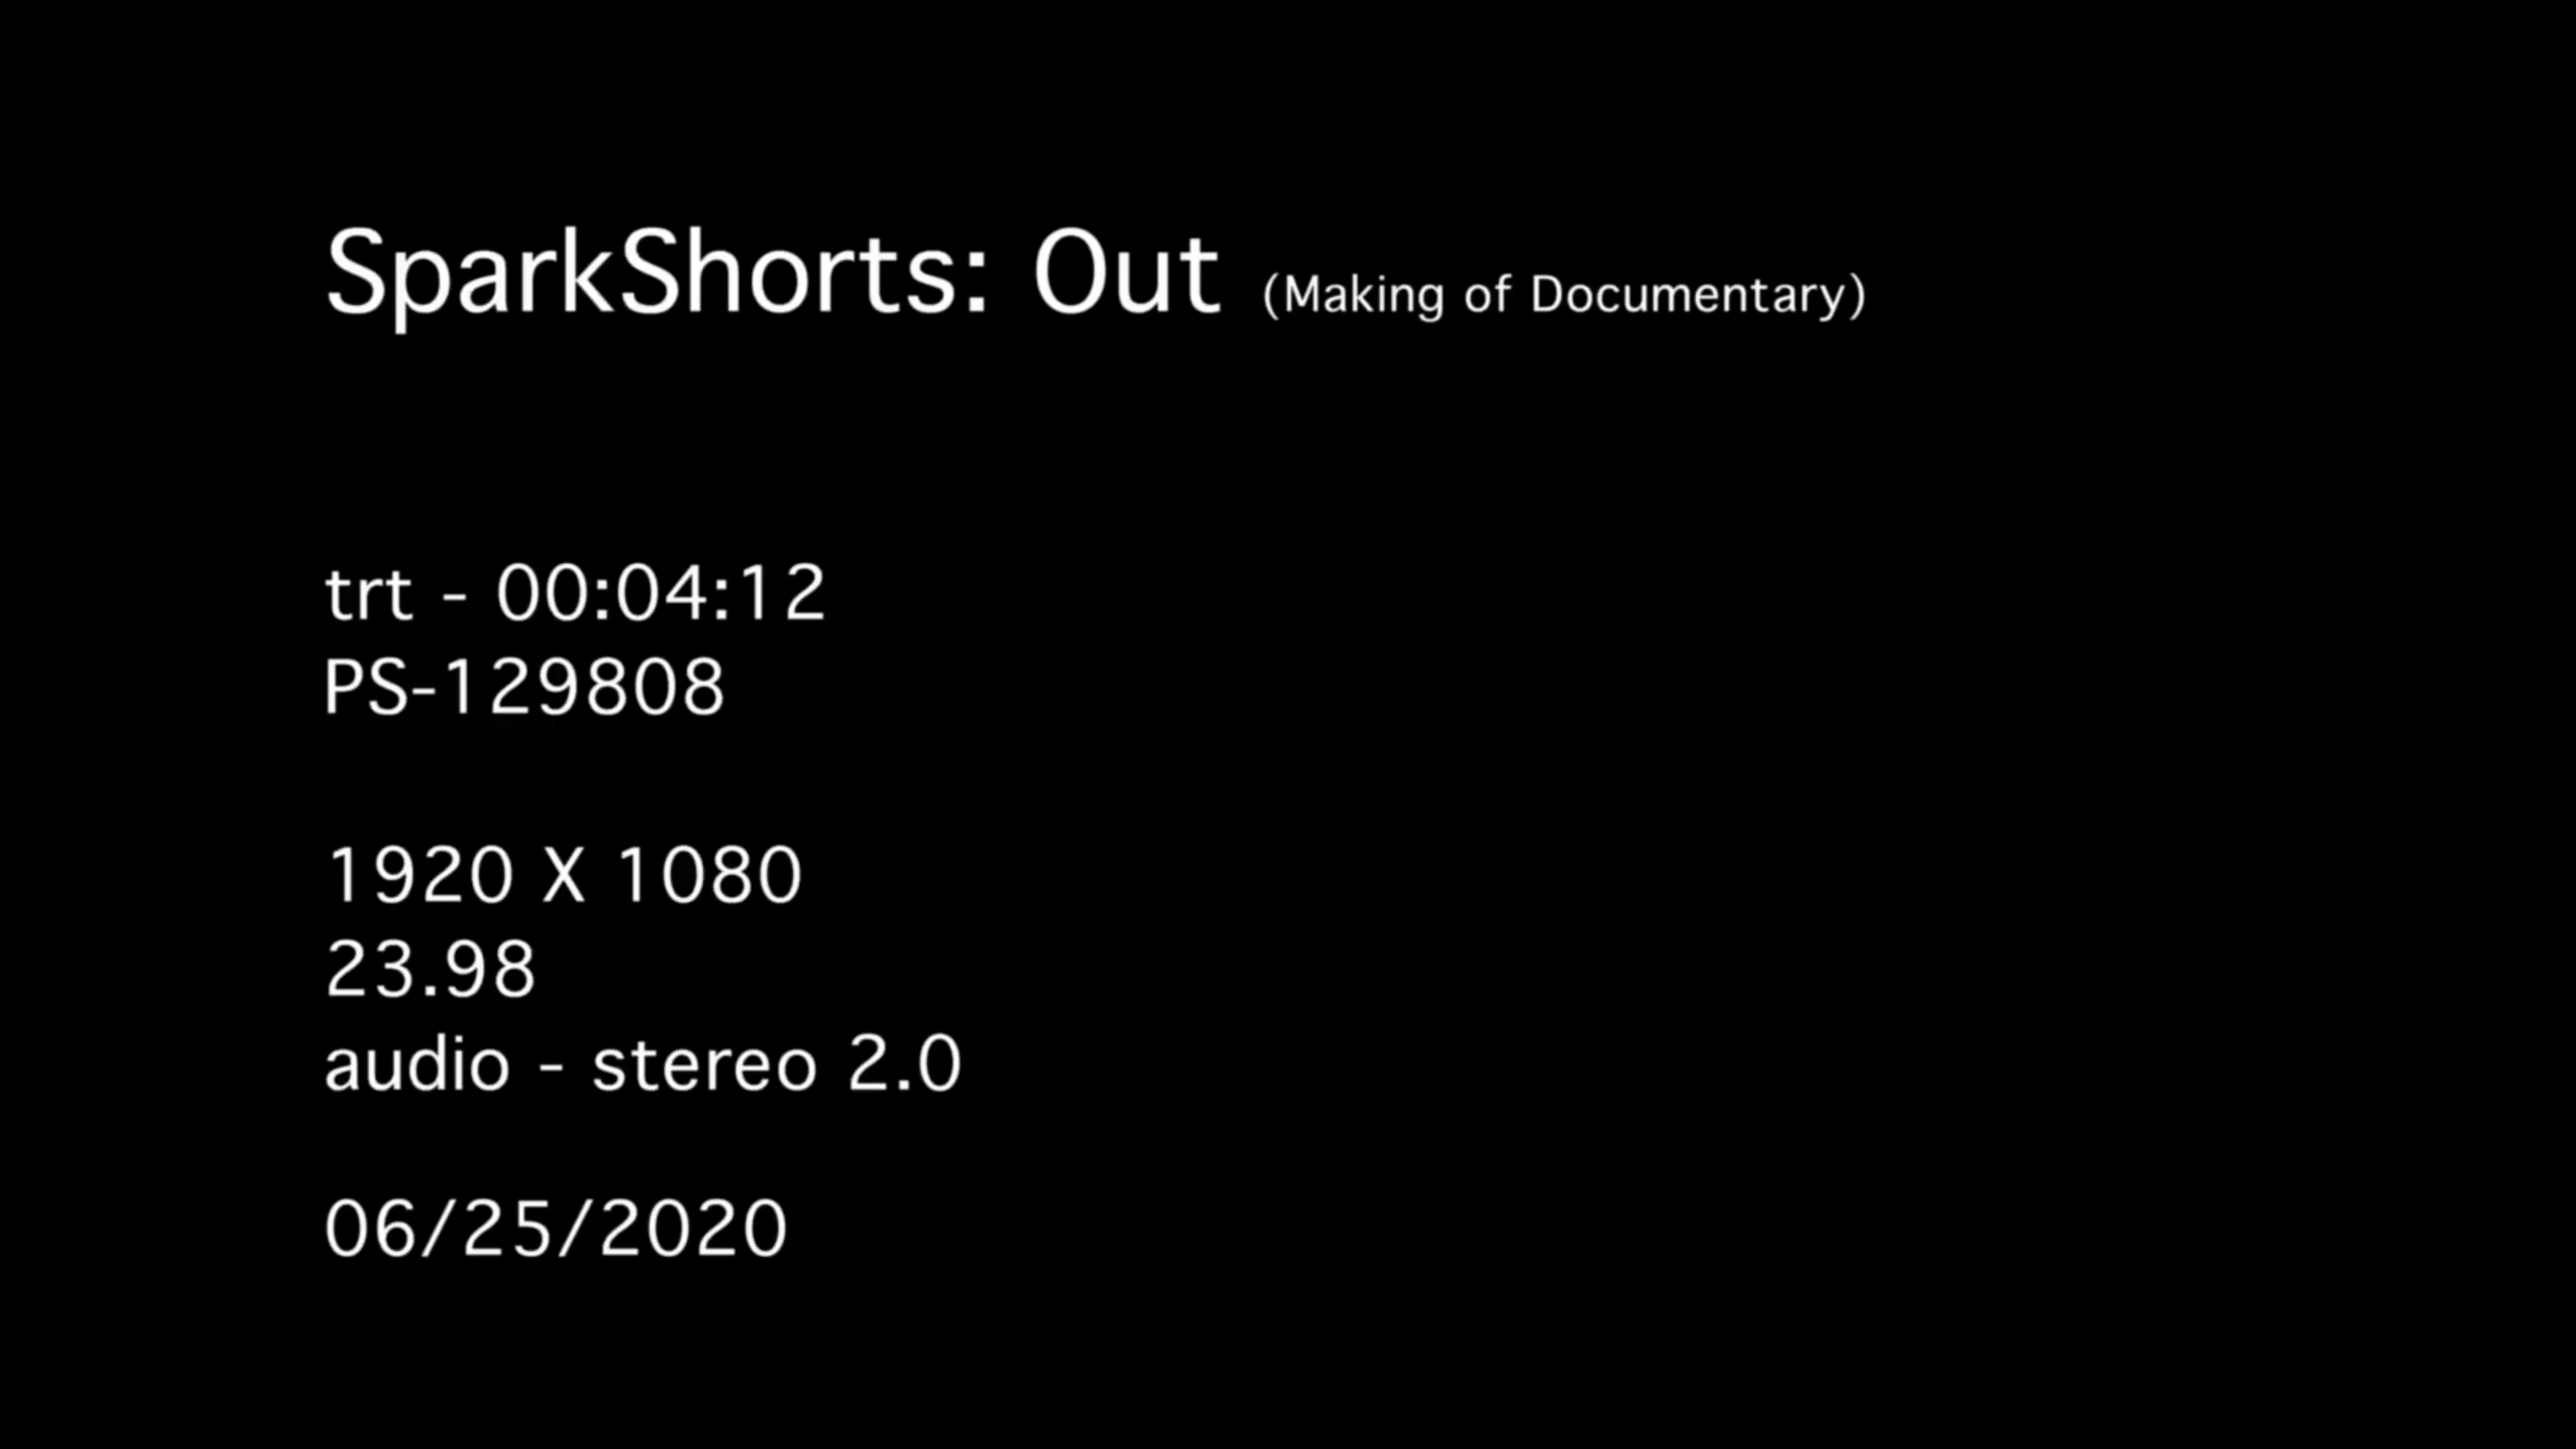 SparkShorts: Out (Making of Documentary)
trt - 00:04:12
PS-129808
1920 X 1080
23.98
audio - stereo 2.0
06/25/2020